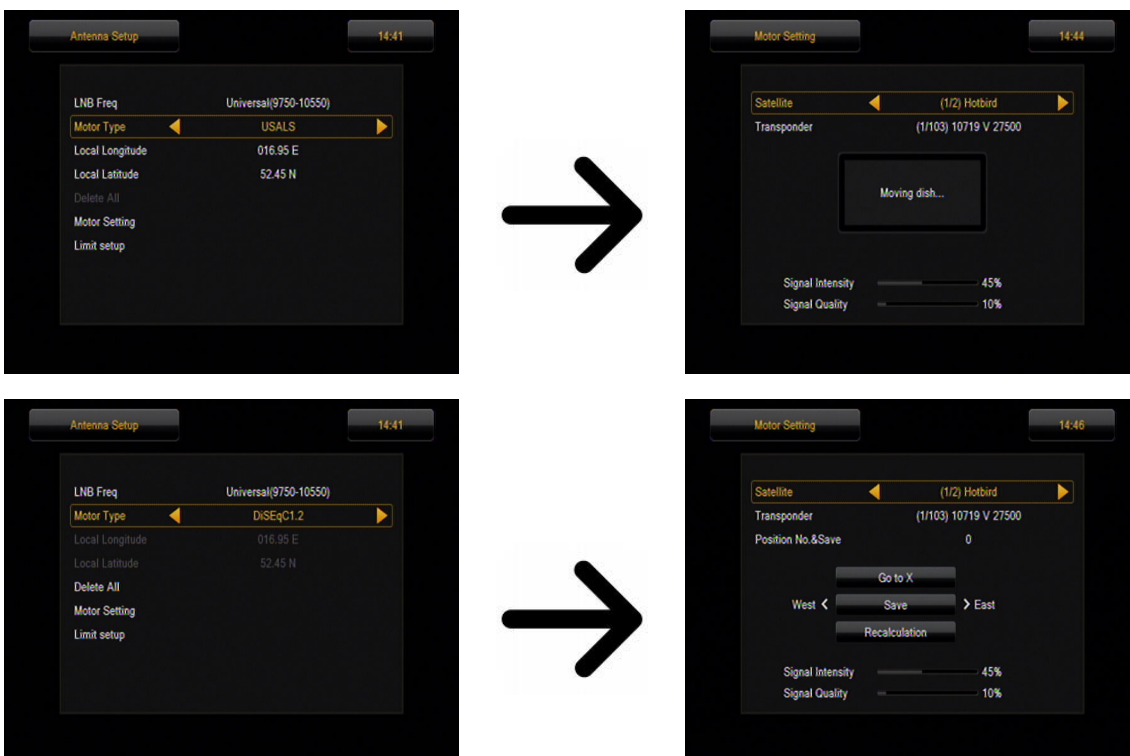 Antenna Setup 14:41
LNB Freq Universal(9750-10550)
Motor Type USALS
Local Longitude 016.95 E
Local Latitude 52.45 N
Delete All
Motor Setting
Limit setup
Motor Setting 14:44
Satellite (1/2) Hotbird
Transponder (1/103) 10719 V 27500
Moving dish...
Signal Intensity 45%
Signal Quality 10%
Antenna Setup 14:41
LNB Freq Universal(9750-10550)
Motor Type DiSEqC1.2
Local Longitude 016.95 E
Local Latitude 52.45 N
Delete All
Motor Setting
Limit setup
Motor Setting 14:46
Satellite (1/2) Hotbird
Transponder (1/103) 10719 V 27500
Position No.&Save 0
Go to X
West < Save > East
Recalculation
Signal Intensity 45%
Signal Quality 10%